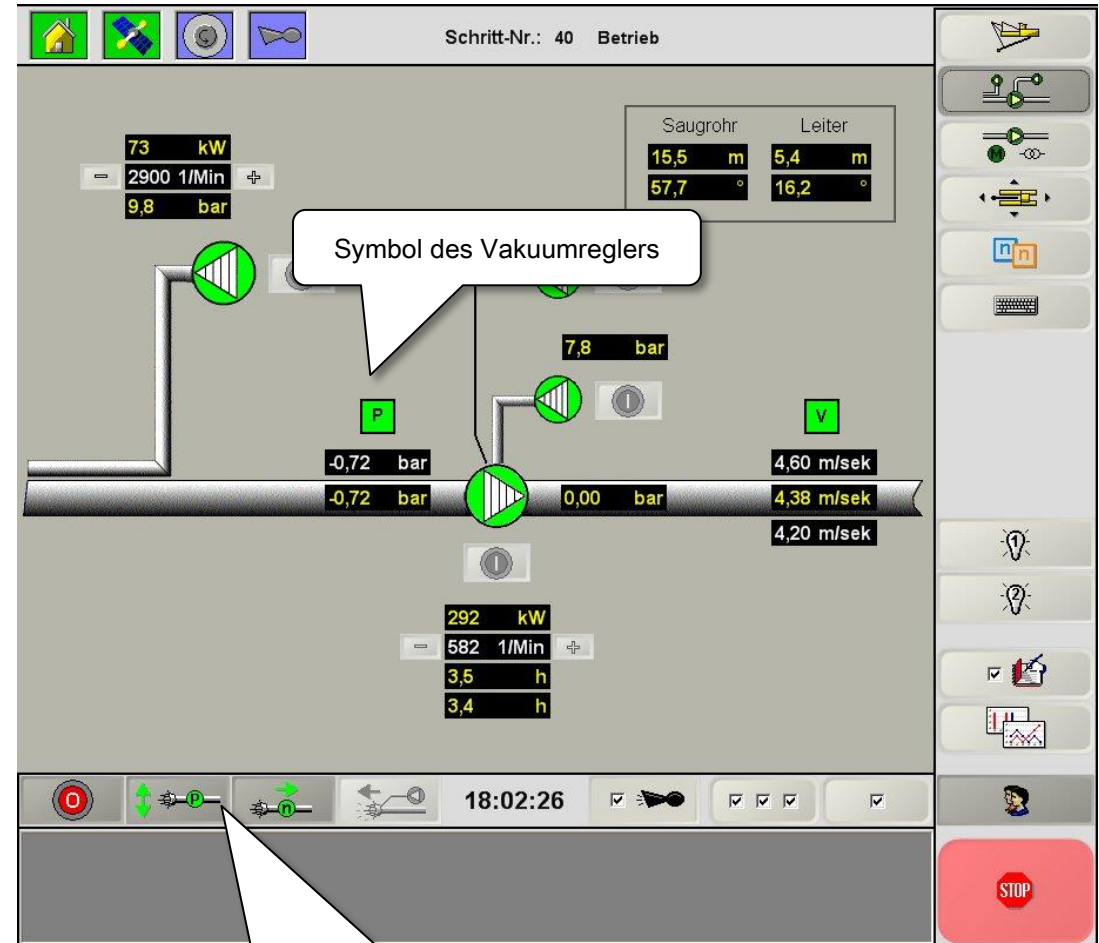 Schritt-Nr.: 40 Betrieb
Saugrohr Leiter
15,5 m 5,4 m
57,7 ° 16,2 °
73 kW
2900 1/Min
9,8 bar
Symbol des Vakuumreglers
7,8 bar
I
P
V
-0,72 bar
4,60 m/sek
-0,72 bar
0,00 bar
4,38 m/sek
4,20 m/sek
I
292 kW
582 1/Min
3,5 h
3,4 h
n n
1
2
O
P
n
18:02:26
M
STOP